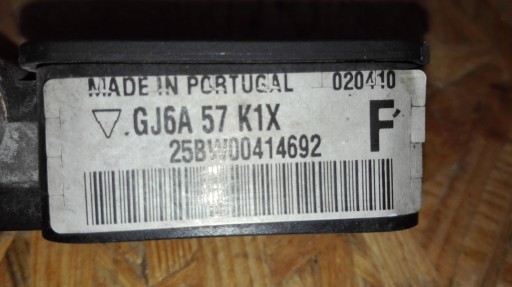 MADE IN PORTUGAL 020410
GJ6A 57 K1X F
25BW00414692